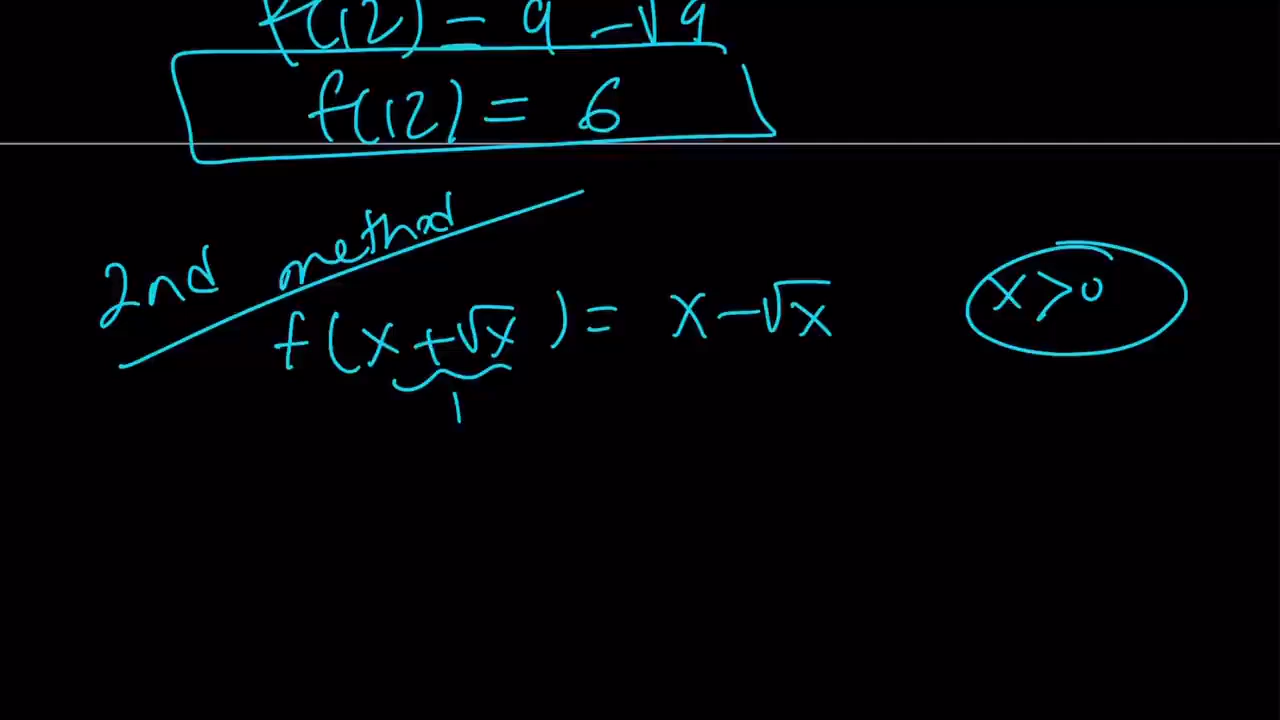 f(12) = 9 - √9
f(12) = 6
2nd method
f(x + √x) = x - √x
x > 0